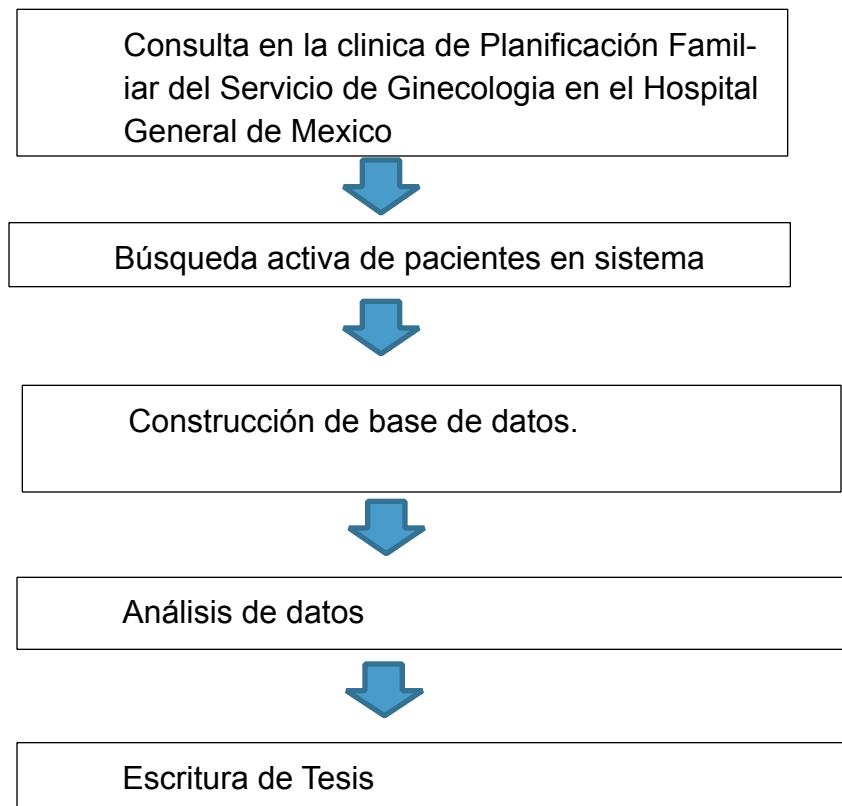 Consulta en la clinica de Planificación Famil-
iar del Servicio de Ginecologia en el Hospital
General de Mexico
Búsqueda activa de pacientes en sistema
Construcción de base de datos.
Análisis de datos
Escritura de Tesis